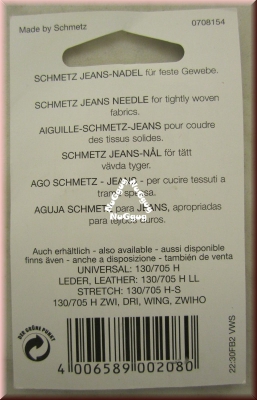 Made by Schmetz
0708154
SCHMETZ JEANS-NADEL für feste Gewebe.
SCHMETZ JEANS NEEDLE for tightly woven
fabrics.
AIGUILLE-SCHMETZ-JEANS pour coudre
des tissus solides.
SCHMETZ JEANS-NÅL för tätt
vävda tyger.
AGO SCHMETZ - JEANS - per cucire tessuti a
trama spessa.
AGUJA SCHMETZ para JEANS, apropriadas
para tejidos duros.
NuGgun
Auch erhältlich - also available - aussi disponible
finns även - anche a disposizione - también de venta
UNIVERSAL: 130/705 H
LEDER, LEATHER: 130/705 H LL
STRETCH: 130/705 H-S
130/705 H ZWI, DRI, WING, ZWIHO
DER GRÜNE PUNKT
4 006589 002080
22:30FB2 VWS